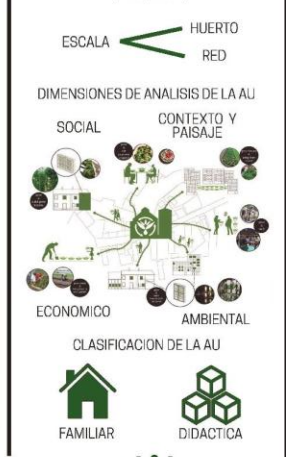 HUERTO
ESCALA
RED
DIMENSIONES DE ANALISIS DE LA AU
SOCIAL
CONTEXTO Y
PAISAJE
ECONOMICO
AMBIENTAL
CLASIFICACION DE LA AU
FAMILIAR
DIDACTICA